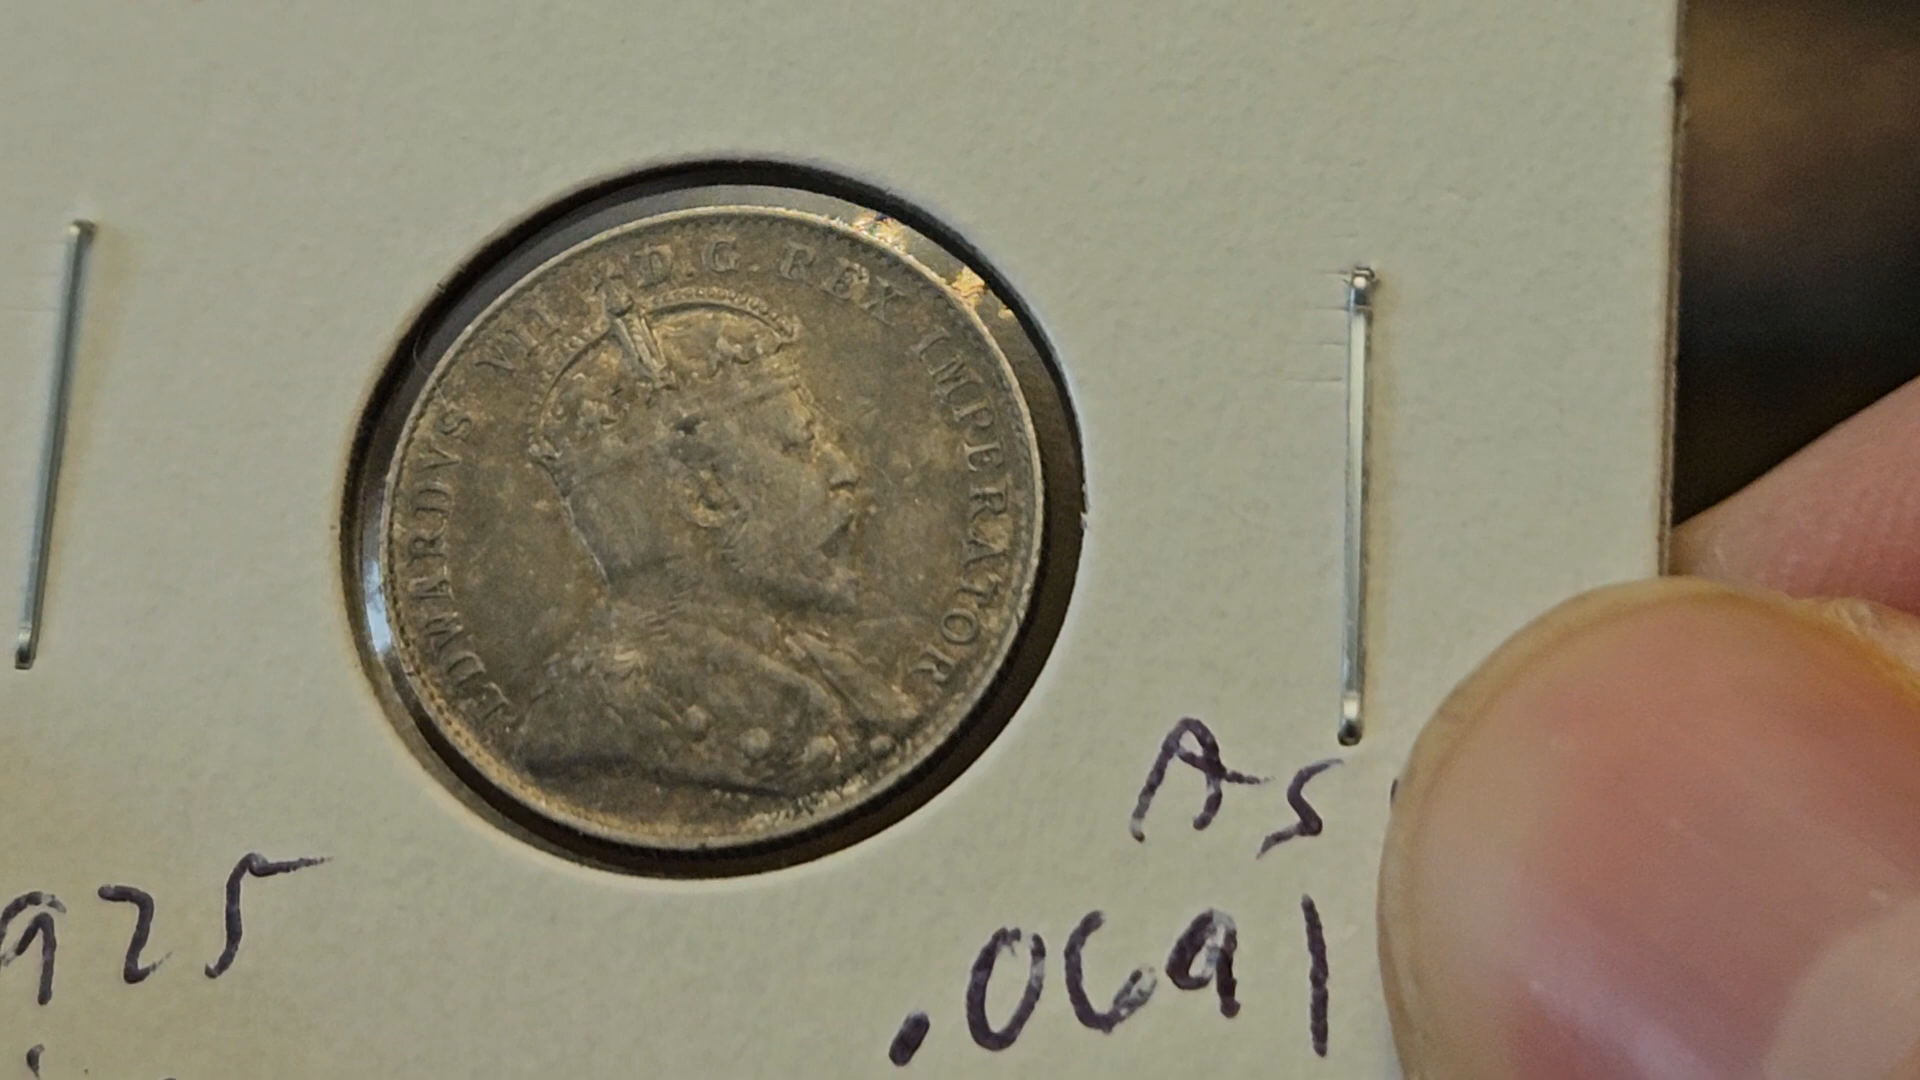 EDWARDVS VII D.G. REX IMPERATOR
As
925
.0691